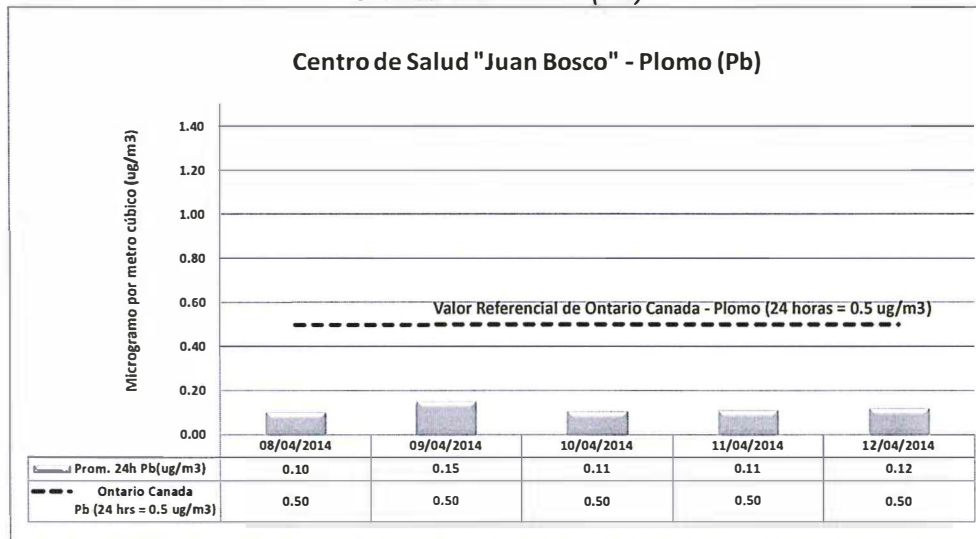 Centro de Salud "Juan Bosco" - Plomo (Pb)
Microgramo por metro cúbico (ug/m3)
1.40
1.20
1.00
0.80
0.60
0.40
0.20
0.00
Valor Referencial de Ontario Canada - Plomo (24 horas = 0.5 ug/m3)
08/04/2014 09/04/2014 10/04/2014 11/04/2014 12/04/2014
Prom. 24h Pb(ug/m3) 0.10 0.15 0.11 0.11 0.12
Ontario Canada
Pb (24 hrs = 0.5 ug/m3) 0.50 0.50 0.50 0.50 0.50